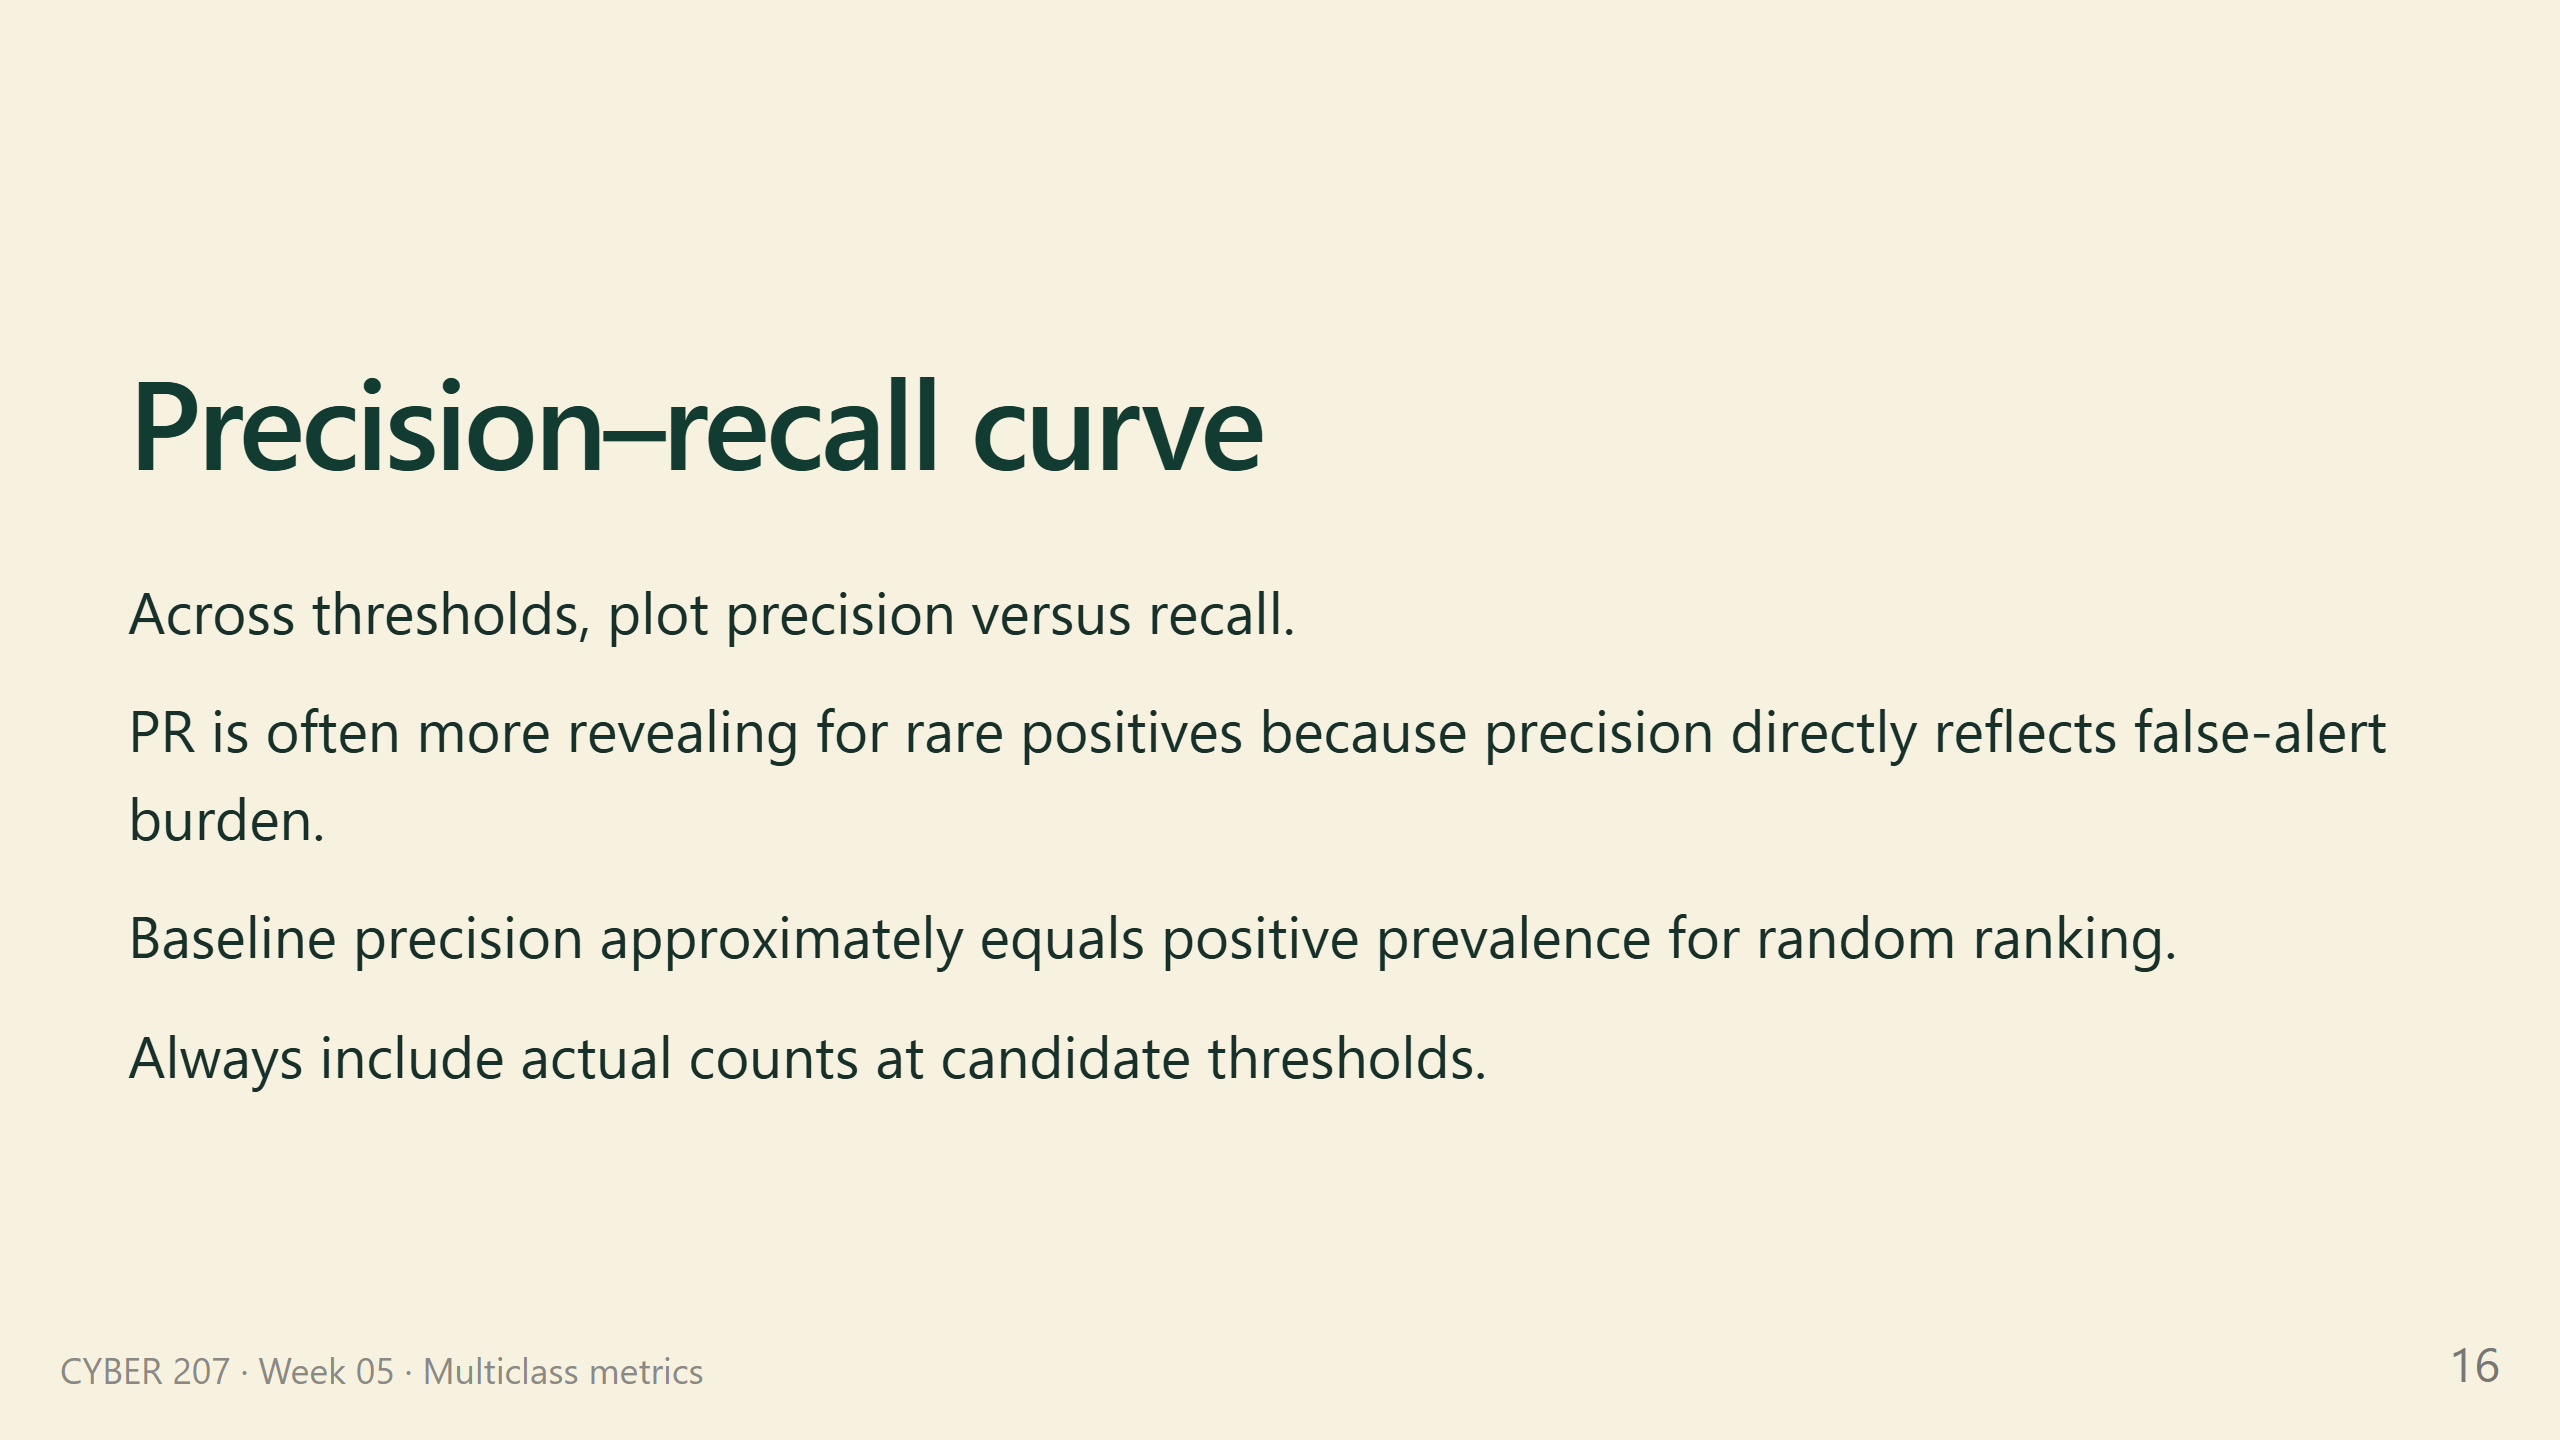 Precision–recall curve
Across thresholds, plot precision versus recall.
PR is often more revealing for rare positives because precision directly reflects false-alert
burden.
Baseline precision approximately equals positive prevalence for random ranking.
Always include actual counts at candidate thresholds.
CYBER 207 · Week 05 · Multiclass metrics
16